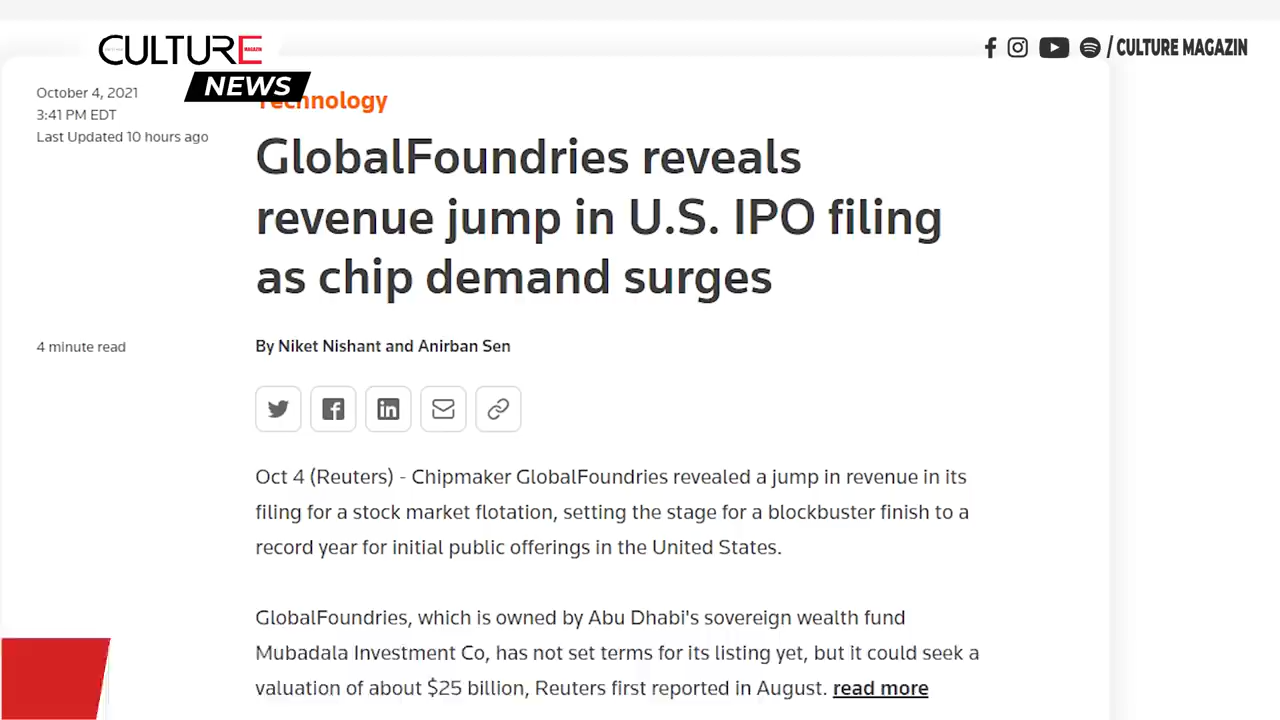 CULTURE
MAGAZIN
NEWS
/ CULTURE MAGAZIN
October 4, 2021
3:41 PM EDT
Last Updated 10 hours ago
Technology
GlobalFoundries reveals
revenue jump in U.S. IPO filing
as chip demand surges
4 minute read
By Niket Nishant and Anirban Sen
Oct 4 (Reuters) - Chipmaker GlobalFoundries revealed a jump in revenue in its
filing for a stock market flotation, setting the stage for a blockbuster finish to a
record year for initial public offerings in the United States.
GlobalFoundries, which is owned by Abu Dhabi's sovereign wealth fund
Mubadala Investment Co, has not set terms for its listing yet, but it could seek a
valuation of about $25 billion, Reuters first reported in August. read more